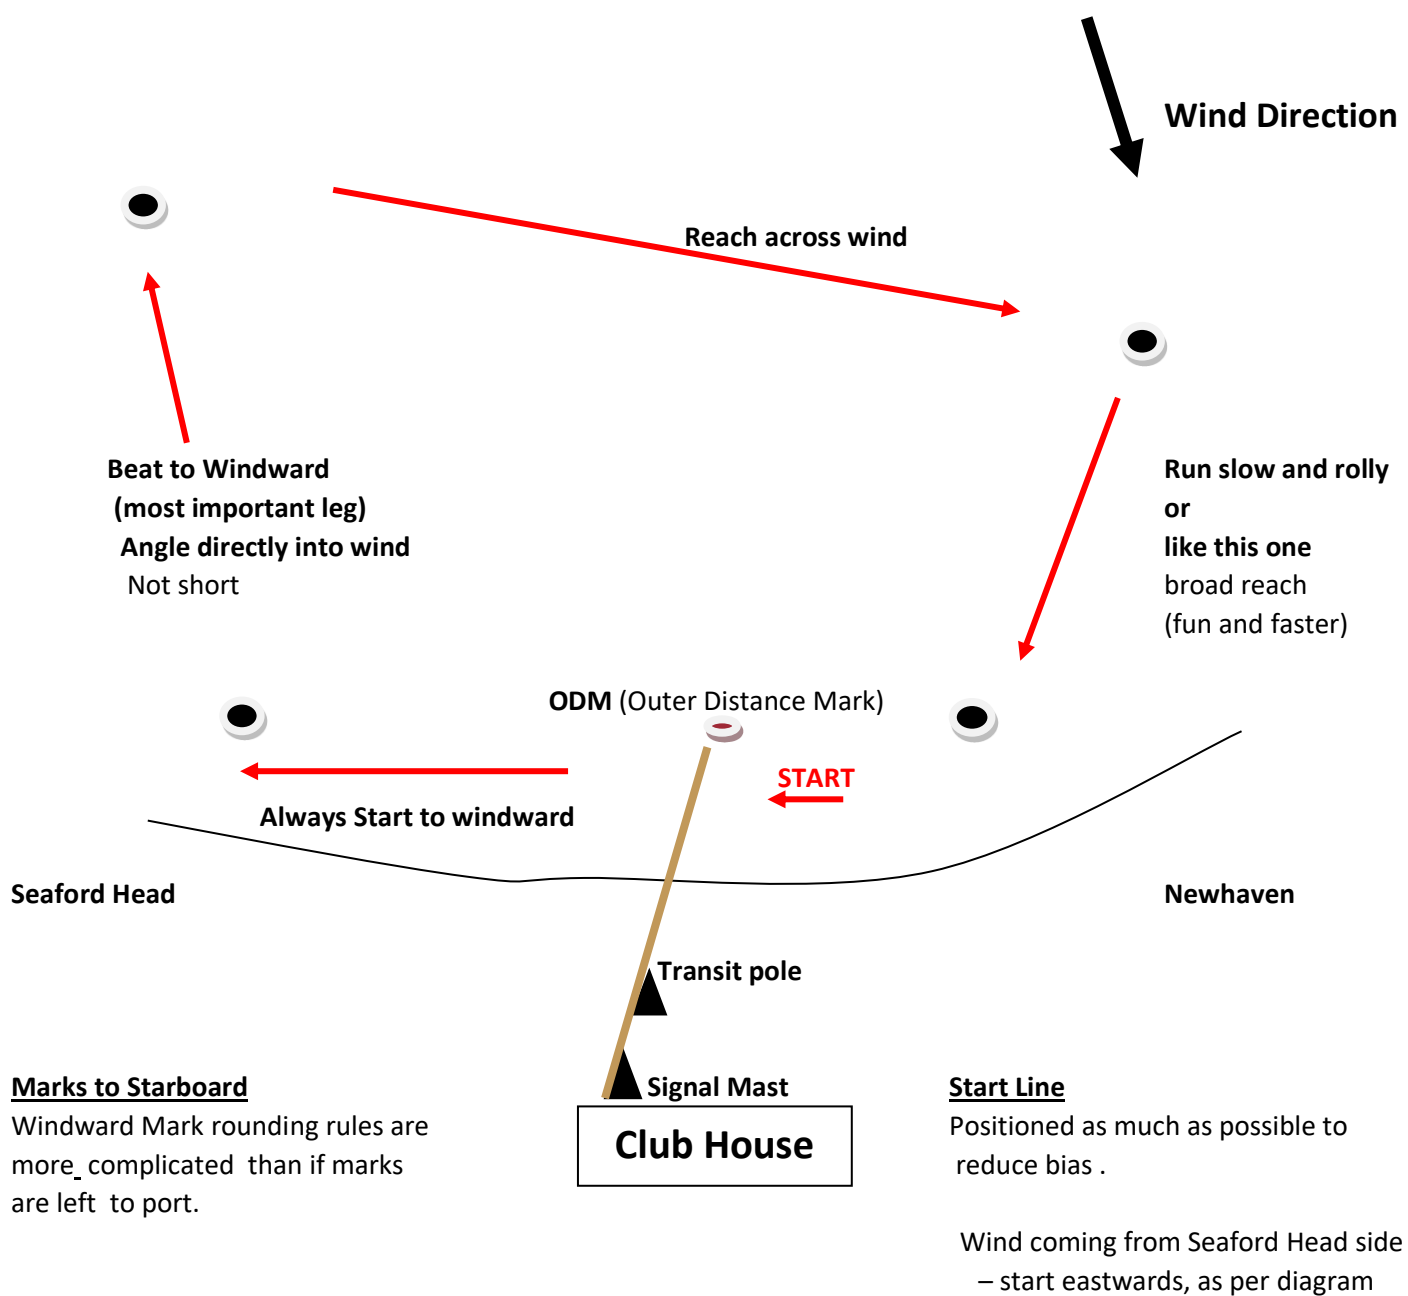 Wind Direction
Reach across wind
Beat to Windward
(most important leg)
Angle directly into wind
Not short
Run slow and rolly
or
like this one
broad reach
(fun and faster)
ODM (Outer Distance Mark)
START
Always Start to windward
Seaford Head
Newhaven
Transit pole
Signal Mast
Club House
Marks to Starboard
Windward Mark rounding rules are
more_ complicated than if marks
are left to port.
Start Line
Positioned as much as possible to
reduce bias .
Wind coming from Seaford Head side
– start eastwards, as per diagram